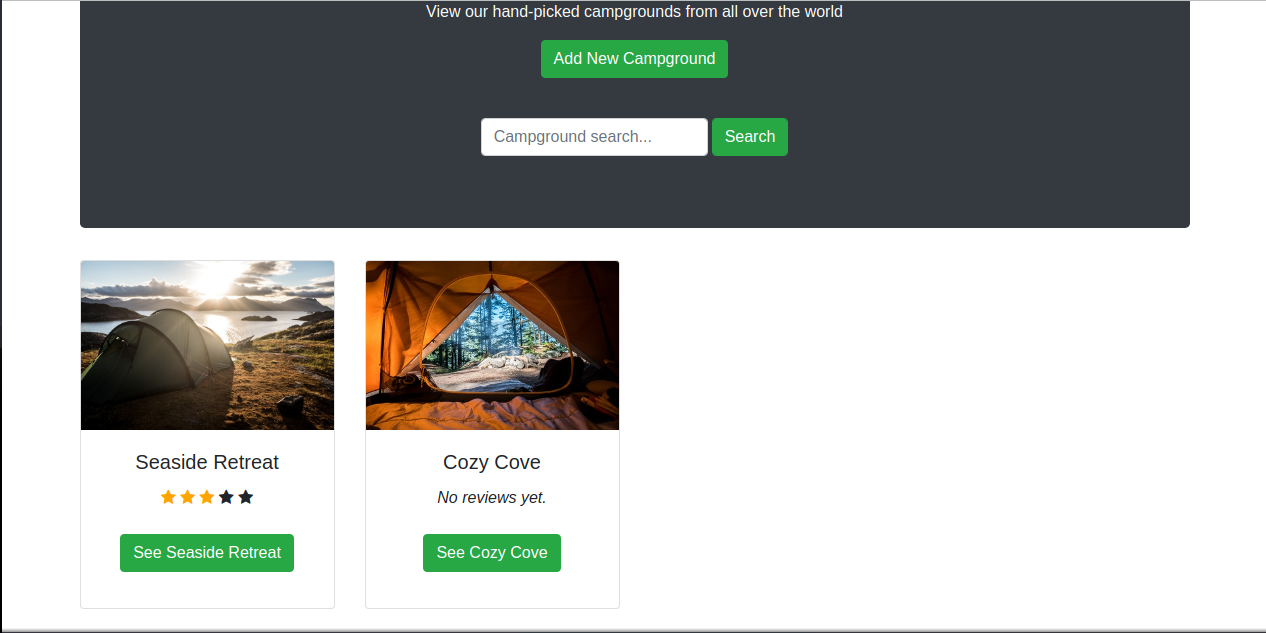 View our hand-picked campgrounds from all over the world
Add New Campground
Campground search...
Search
Seaside Retreat
See Seaside Retreat
Cozy Cove
No reviews yet.
See Cozy Cove